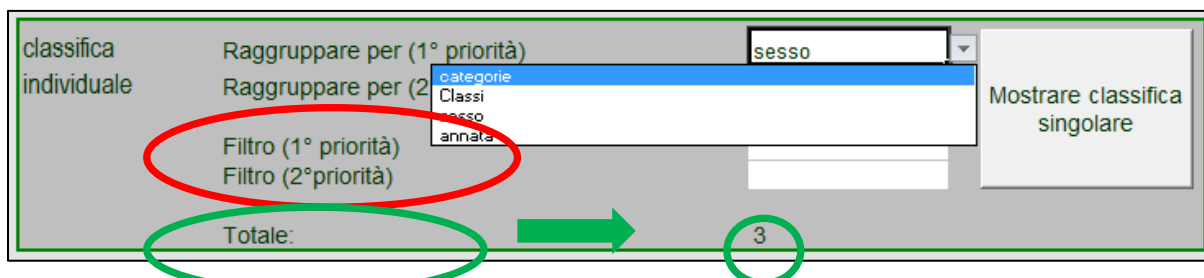 classifica
individuale
Raggruppare per (1° priorità)
sesso
Raggruppare per (2
categorie
Classi
sesso
annata
Filtro (1° priorità)
Filtro (2°priorità)
Totale:
3
Mostrare classifica
singolare